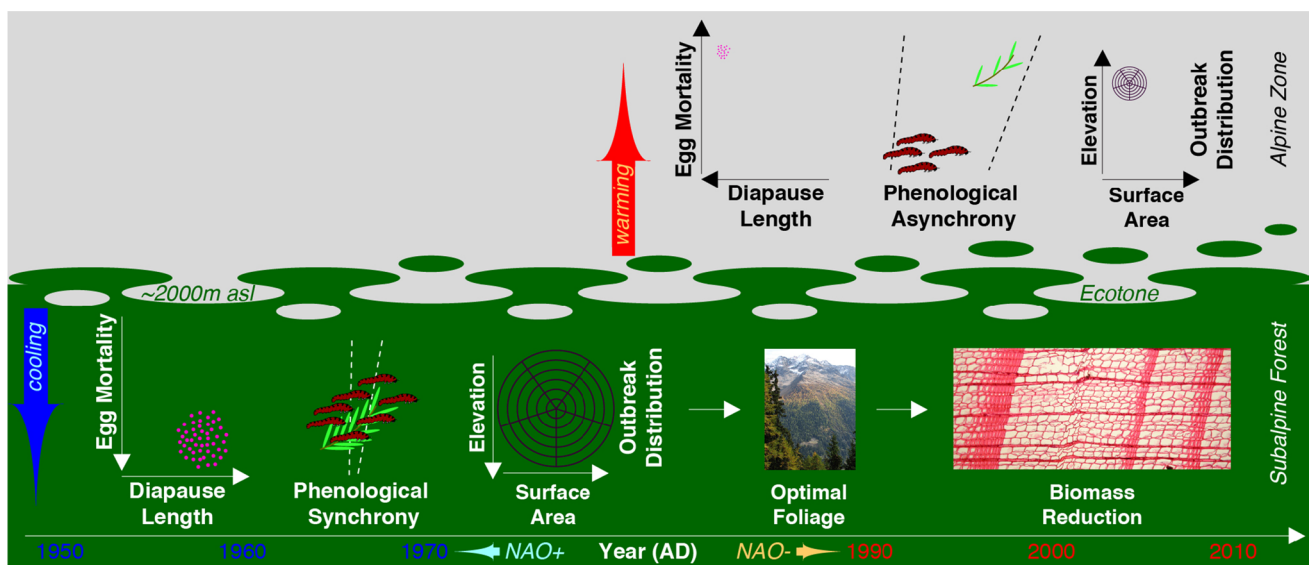 Egg Mortality
Diapause
Length
Phenological
Asynchrony
Elevation
Surface
Area
Outbreak
Distribution
Alpine Zone
warming
~2000m asl
Ecotone
cooling
Egg Mortality
Diapause
Length
Phenological
Synchrony
Elevation
Surface
Area
Outbreak
Distribution
Optimal
Foliage
Biomass
Reduction
Subalpine Forest
1950 1960 1970 NAO+ Year (AD) NAO- 1990 2000 2010